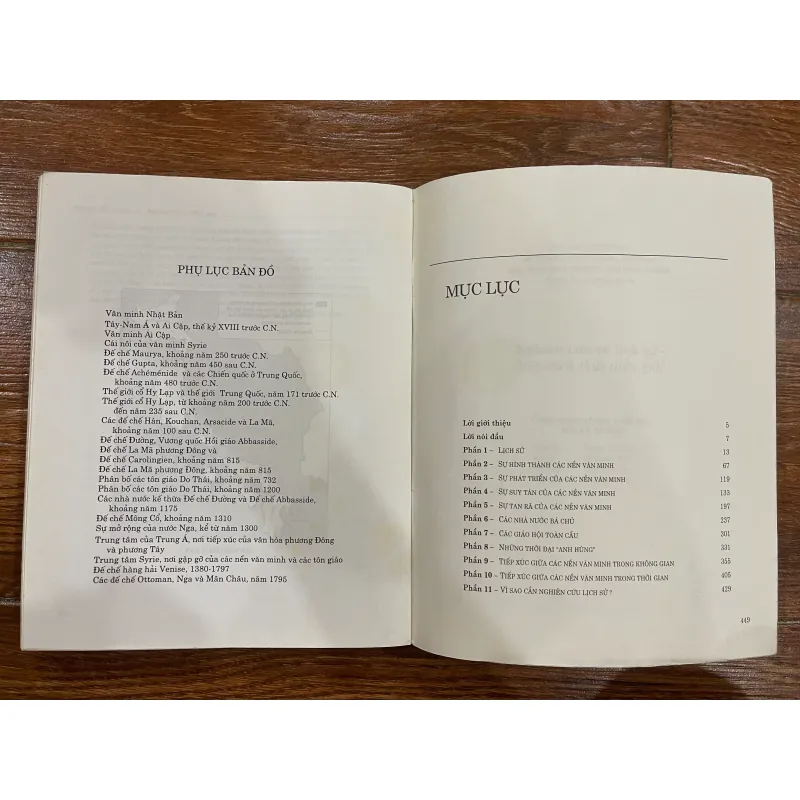 PHỤ LỤC BẢN ĐỒ
Văn minh Nhật Bản
Tây-Nam Á và Ai Cập, thế kỷ XVIII trước C.N.
Văn minh Ai Cập
Cái nôi của văn minh Syrie
Đế chế Maurya, khoảng năm 250 trước C.N.
Đế chế Gupta, khoảng năm 450 sau C.N.
Đế chế Achéménide và các Chiến quốc ở Trung Quốc,
khoảng năm 480 trước C.N.
Thế giới cổ Hy Lạp và thế giới Trung Quốc, năm 171 trước C.N.
Thế giới cổ Hy Lạp, từ khoảng năm 200 trước C.N.
đến năm 235 sau C.N.
Các đế chế Hán, Kouchan, Arsacide và La Mã,
khoảng năm 100 sau C.N.
Đế chế Đường, Vương quốc Hồi giáo Abbasside,
Đế chế La Mã phương Đông và
Đế chế Carolingien, khoảng năm 815
Đế chế La Mã phương Đông, khoảng năm 815
Phân bố các tôn giáo Do Thái, khoảng năm 732
Phân bố các tôn giáo Do Thái, khoảng năm 1200
Các nhà nước kế thừa Đế chế Đường và Đế chế Abbasside,
khoảng năm 1175
Đế chế Mông Cổ, khoảng năm 1310
Sự mở rộng của nước Nga, kể từ năm 1300
Trung tâm của Trung Á, nơi tiếp xúc của văn hóa phương Đông
và phương Tây
Trung tâm Syrie, nơi gặp gỡ của các nền văn minh và các tôn giáo
Đế chế hàng hải Venise, 1380-1797
Các đế chế Ottoman, Nga và Mãn Châu, năm 1795
MỤC LỤC
Lời giới thiệu 5
Lời nói đầu 7
Phần 1 – LỊCH SỬ 13
Phần 2 – SỰ HÌNH THÀNH CÁC NỀN VĂN MINH 67
Phần 3 – SỰ PHÁT TRIỂN CỦA CÁC NỀN VĂN MINH 119
Phần 4 – SỰ SUY TÀN CỦA CÁC NỀN VĂN MINH 133
Phần 5 – SỰ TAN RÃ CỦA CÁC NỀN VĂN MINH 197
Phần 6 – CÁC NHÀ NƯỚC BÁ CHỦ 237
Phần 7 – CÁC GIÁO HỘI TOÀN CẦU 301
Phần 8 – NHỮNG THỜI ĐẠI "ANH HÙNG" 331
Phần 9 – TIẾP XÚC GIỮA CÁC NỀN VĂN MINH TRONG KHÔNG GIAN 355
Phần 10 – TIẾP XÚC GIỮA CÁC NỀN VĂN MINH TRONG THỜI GIAN 405
Phần 11 – VÌ SAO CẦN NGHIÊN CỨU LỊCH SỬ ? 429
449